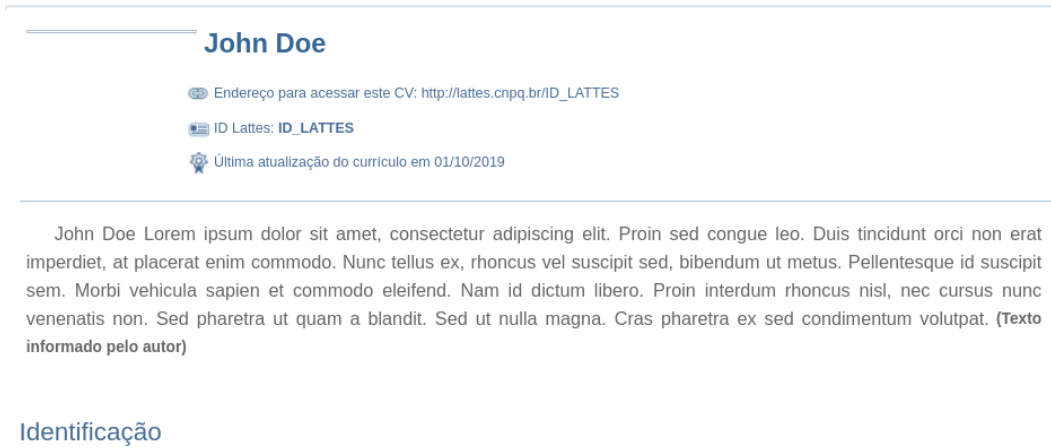 John Doe
Endereço para acessar este CV: http://lattes.cnpq.br/ID_LATTES
ID Lattes: ID_LATTES
Última atualização do currículo em 01/10/2019
John Doe Lorem ipsum dolor sit amet, consectetur adipiscing elit. Proin sed congue leo. Duis tincidunt orci non erat
imperdiet, at placerat enim commodo. Nunc tellus ex, rhoncus vel suscipit sed, bibendum ut metus. Pellentesque id suscipit
sem. Morbi vehicula sapien et commodo eleifend. Nam id dictum libero. Proin interdum rhoncus nisl, nec cursus nunc
venenatis non. Sed pharetra ut quam a blandit. Sed ut nulla magna. Cras pharetra ex sed condimentum volutpat. (Texto
informado pelo autor)
Identificação